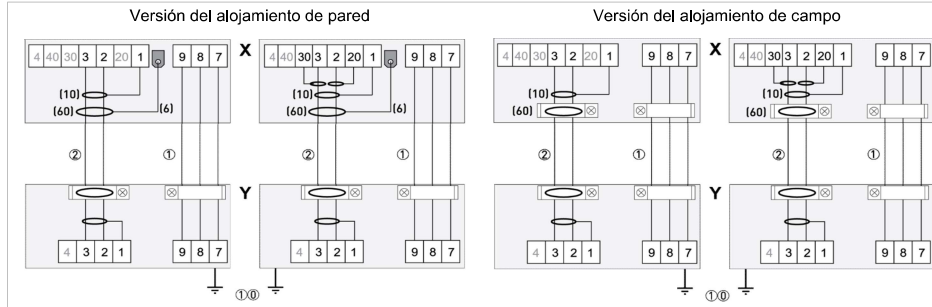 Versión del alojamiento de pared
Versión del alojamiento de campo
4 40 30 3 2 20 1 9 8 7
X
4 40 30 3 2 20 1 9 8 7
4 40 30 3 2 20 1 9 8 7
X
4 40 30 3 2 20 1 9 8 7
(10)
(60) (6)
(10)
(60) (6)
(10)
(60)
(10)
(60)
② ① ② ① ② ① ② ①
Y
Y
4 3 2 1 9 8 7
4 3 2 1 9 8 7
4 3 2 1 9 8 7
4 3 2 1 9 8 7
①⓪
①⓪